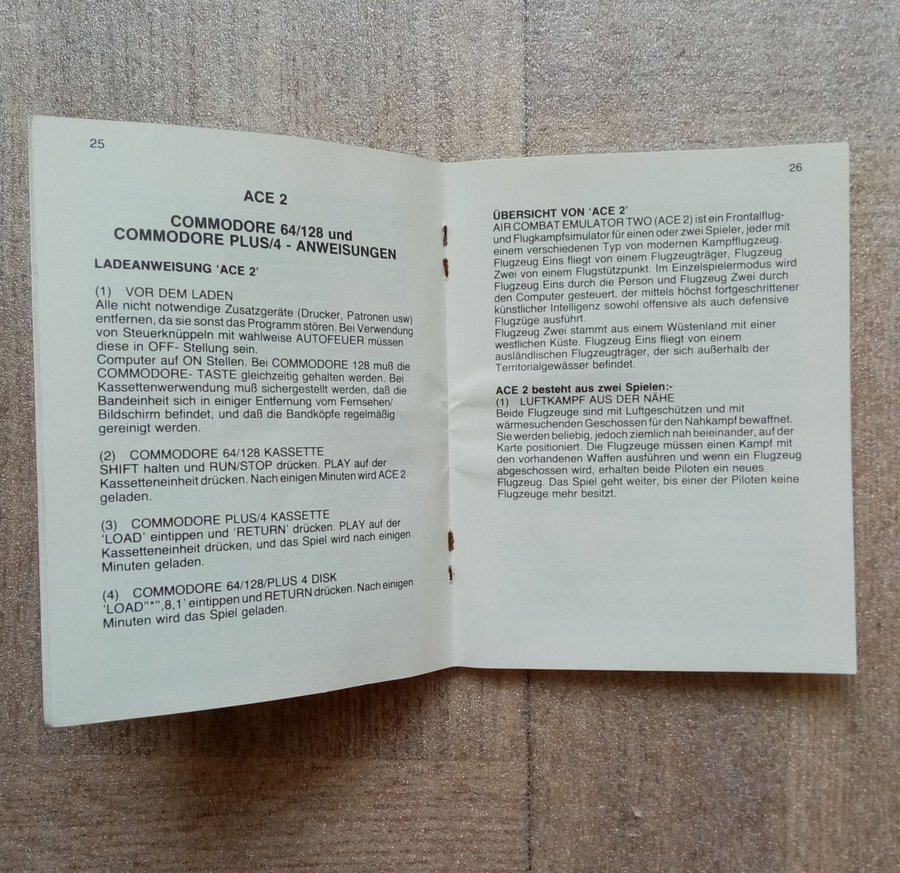 25
ACE 2
COMMODORE 64/128 und
COMMODORE PLUS/4 - ANWEISUNGEN
LADEANWEISUNG 'ACE 2'
(1) VOR DEM LADEN
Alle nicht notwendige Zusatzgeräte (Drucker, Patronen usw)
entfernen, da sie sonst das Programm stören. Bei Verwendung
von Steuerknüppeln mit wahlweise AUTOFEUER müssen
diese in OFF- Stellung sein.
Computer auf ON Stellen. Bei COMMODORE 128 muß die
COMMODORE- TASTE gleichzeitig gehalten werden. Bei
Kassettenverwendung muß sichergestellt werden, daß die
Bandeinheit sich in einiger Entfernung vom Fernsehen/
Bildschirm befindet, und daß die Bandköpfe regelmäßig
gereinigt werden.
(2) COMMODORE 64/128 KASSETTE
SHIFT halten und RUN/STOP drücken. PLAY auf der
Kassetteneinheit drücken. Nach einigen Minuten wird ACE 2
geladen.
(3) COMMODORE PLUS/4 KASSETTE
'LOAD' eintippen und 'RETURN' drücken. PLAY auf der
Kassetteneinheit drücken, und das Spiel wird nach einigen
Minuten geladen.
(4) COMMODORE 64/128/PLUS 4 DISK
'LOAD"*",8,1' eintippen und RETURN drücken. Nach einigen
Minuten wird das Spiel geladen.
26
ÜBERSICHT VON 'ACE 2'
AIR COMBAT EMULATOR TWO (ACE 2) ist ein Frontalflug-
und Flugkampfsimulator für einen oder zwei Spieler, jeder mit
einem verschiedenen Typ von modernen Kampfflugzeug.
Flugzeug Eins fliegt von einem Flugzeugträger, Flugzeug
Zwei von einem Flugstützpunkt. Im Einzelspielermodus wird
Flugzeug Eins durch die Person und Flugzeug Zwei durch
den Computer gesteuert, der mittels höchst fortgeschrittener
künstlicher Intelligenz sowohl offensive als auch defensive
Flugzüge ausführt.
Flugzeug Zwei stammt aus einem Wüstenland mit einer
westlichen Küste. Flugzeug Eins fliegt von einem
ausländlischen Flugzeugträger, der sich außerhalb der
Territorialgewässer befindet.
ACE 2 besteht aus zwei Spielen:-
(1) LUFTKAMPF AUS DER NÄHE
Beide Flugzeuge sind mit Luftgeschützen und mit
wärmesuchenden Geschossen für den Nahkampf bewaffnet.
Sie werden beliebig, jedoch ziemlich nah beieinander, auf der
Karte positioniert. Die Flugzeuge müssen einen Kampf mit
den vorhandenen Waffen ausführen und wenn ein Flugzeug
abgeschossen wird, erhalten beide Piloten ein neues
Flugzeug. Das Spiel geht weiter, bis einer der Piloten keine
Flugzeuge mehr besitzt.